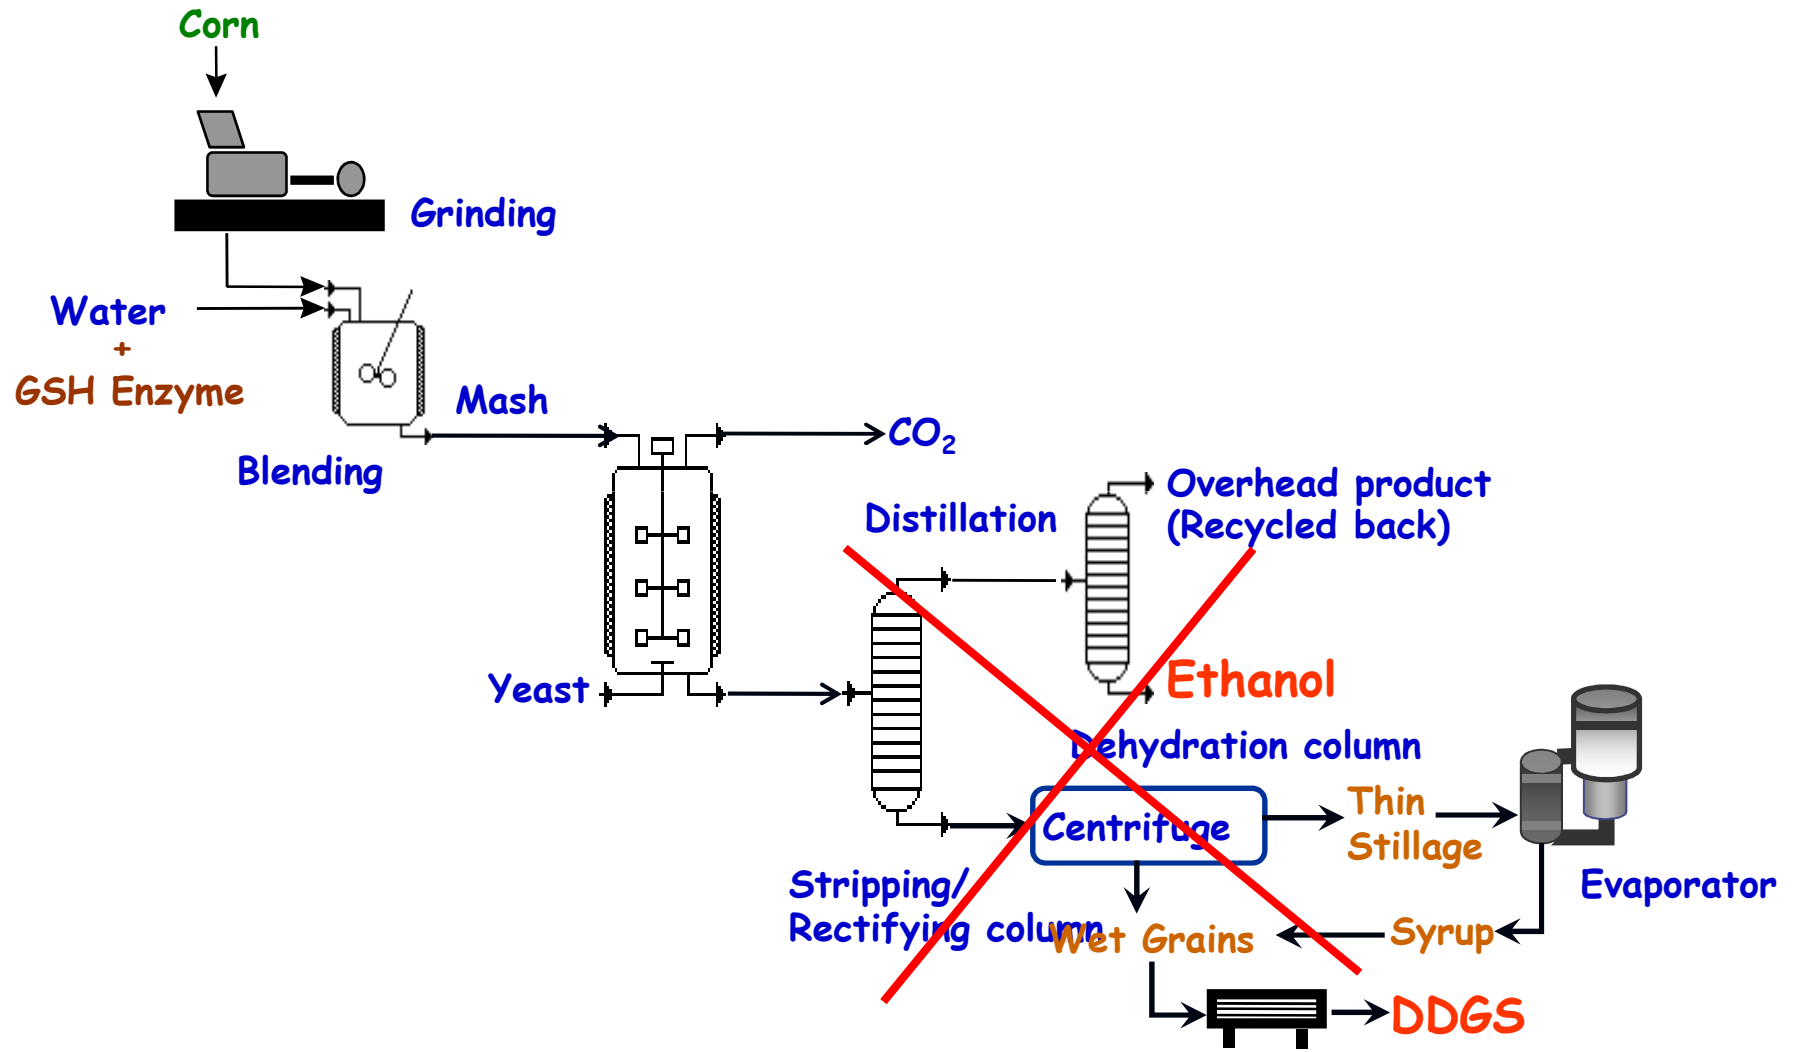 Corn
Grinding
Water
+
GSH Enzyme
Mash
Blending
CO₂
Overhead product
(Recycled back)
Distillation
Yeast
Ethanol
Dehydration column
Centrifuge
Thin
Stillage
Stripping/
Rectifying column
Evaporator
Wet Grains
Syrup
DDGS